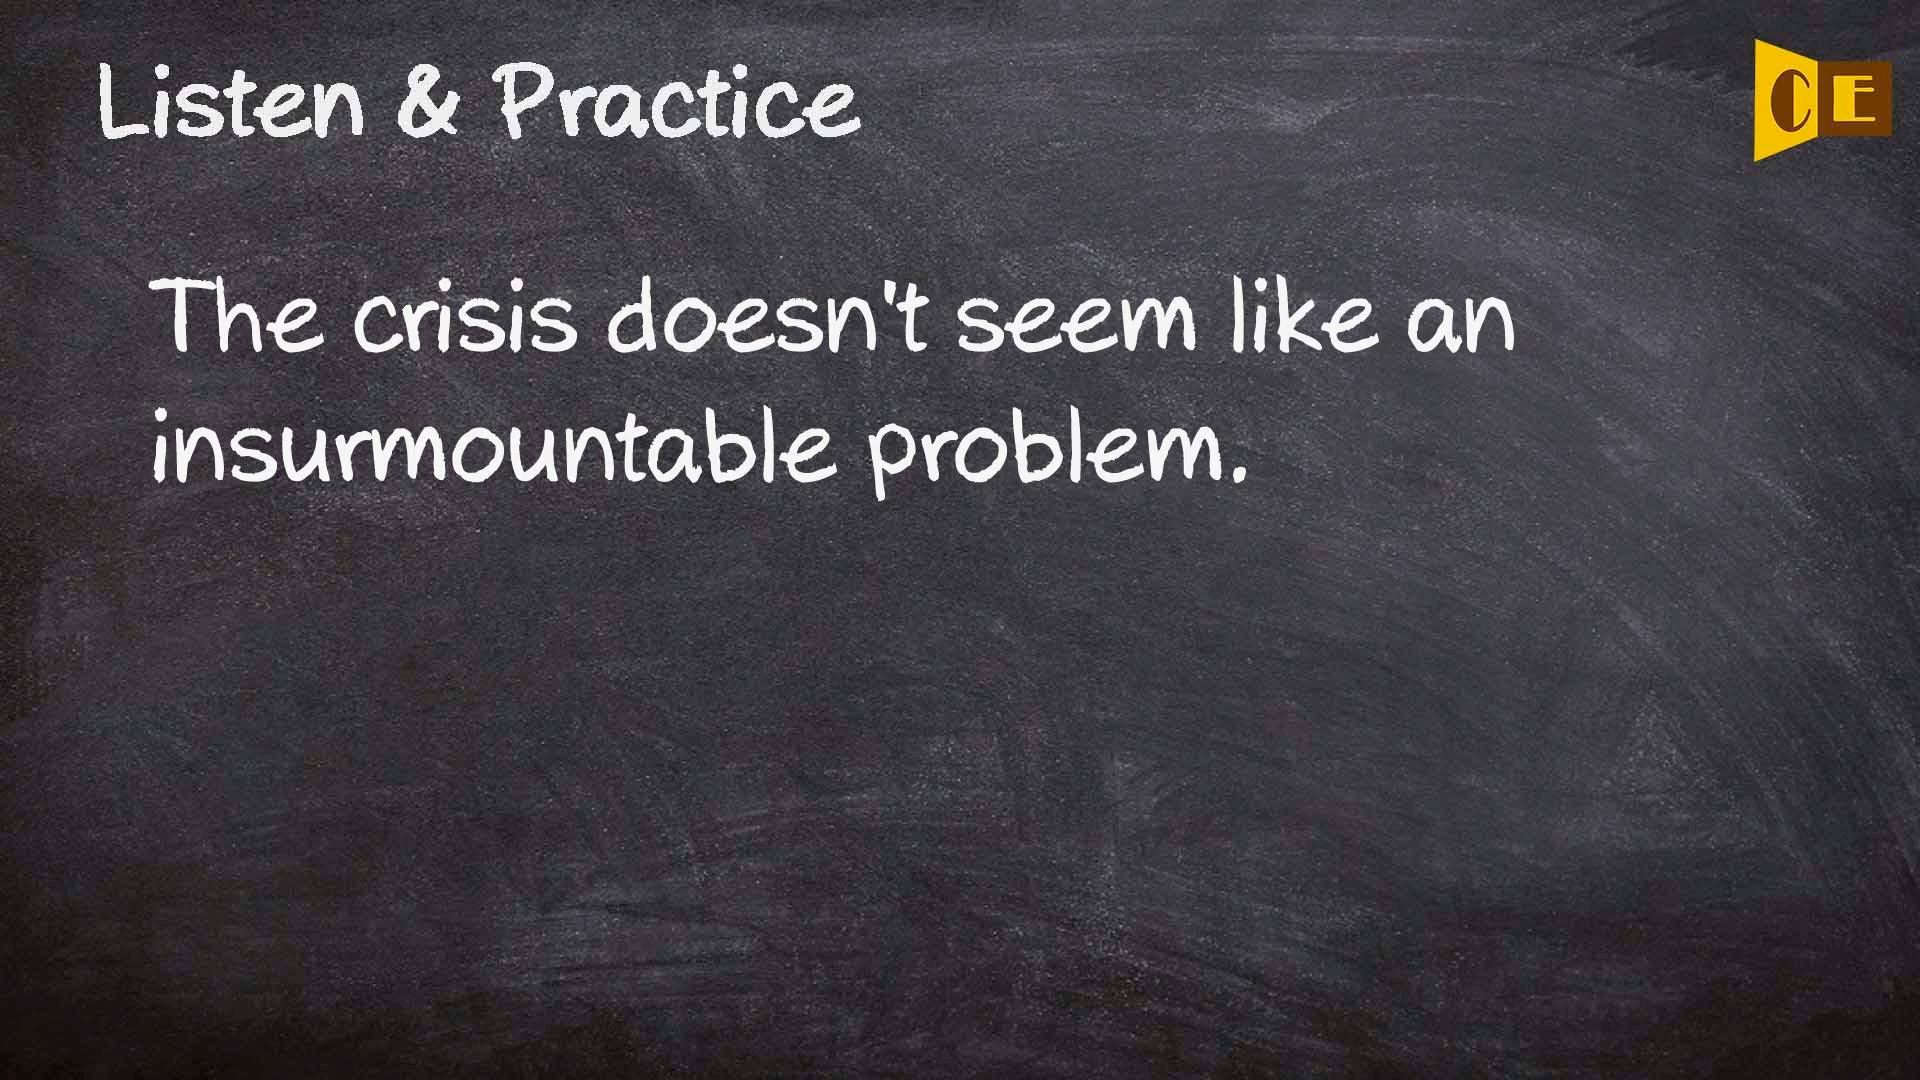 Listen & Practice
CE
The crisis doesn't seem like an
insurmountable problem.